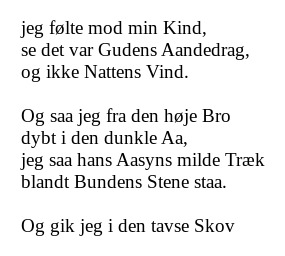 jeg følte mod min Kind,
se det var Gudens Aandedrag,
og ikke Nattens Vind.

Og saa jeg fra den høje Bro
dybt i den dunkle Aa,
jeg saa hans Aasyns milde Træk
blandt Bundens Stene staa.

Og gik jeg i den tavse Skov